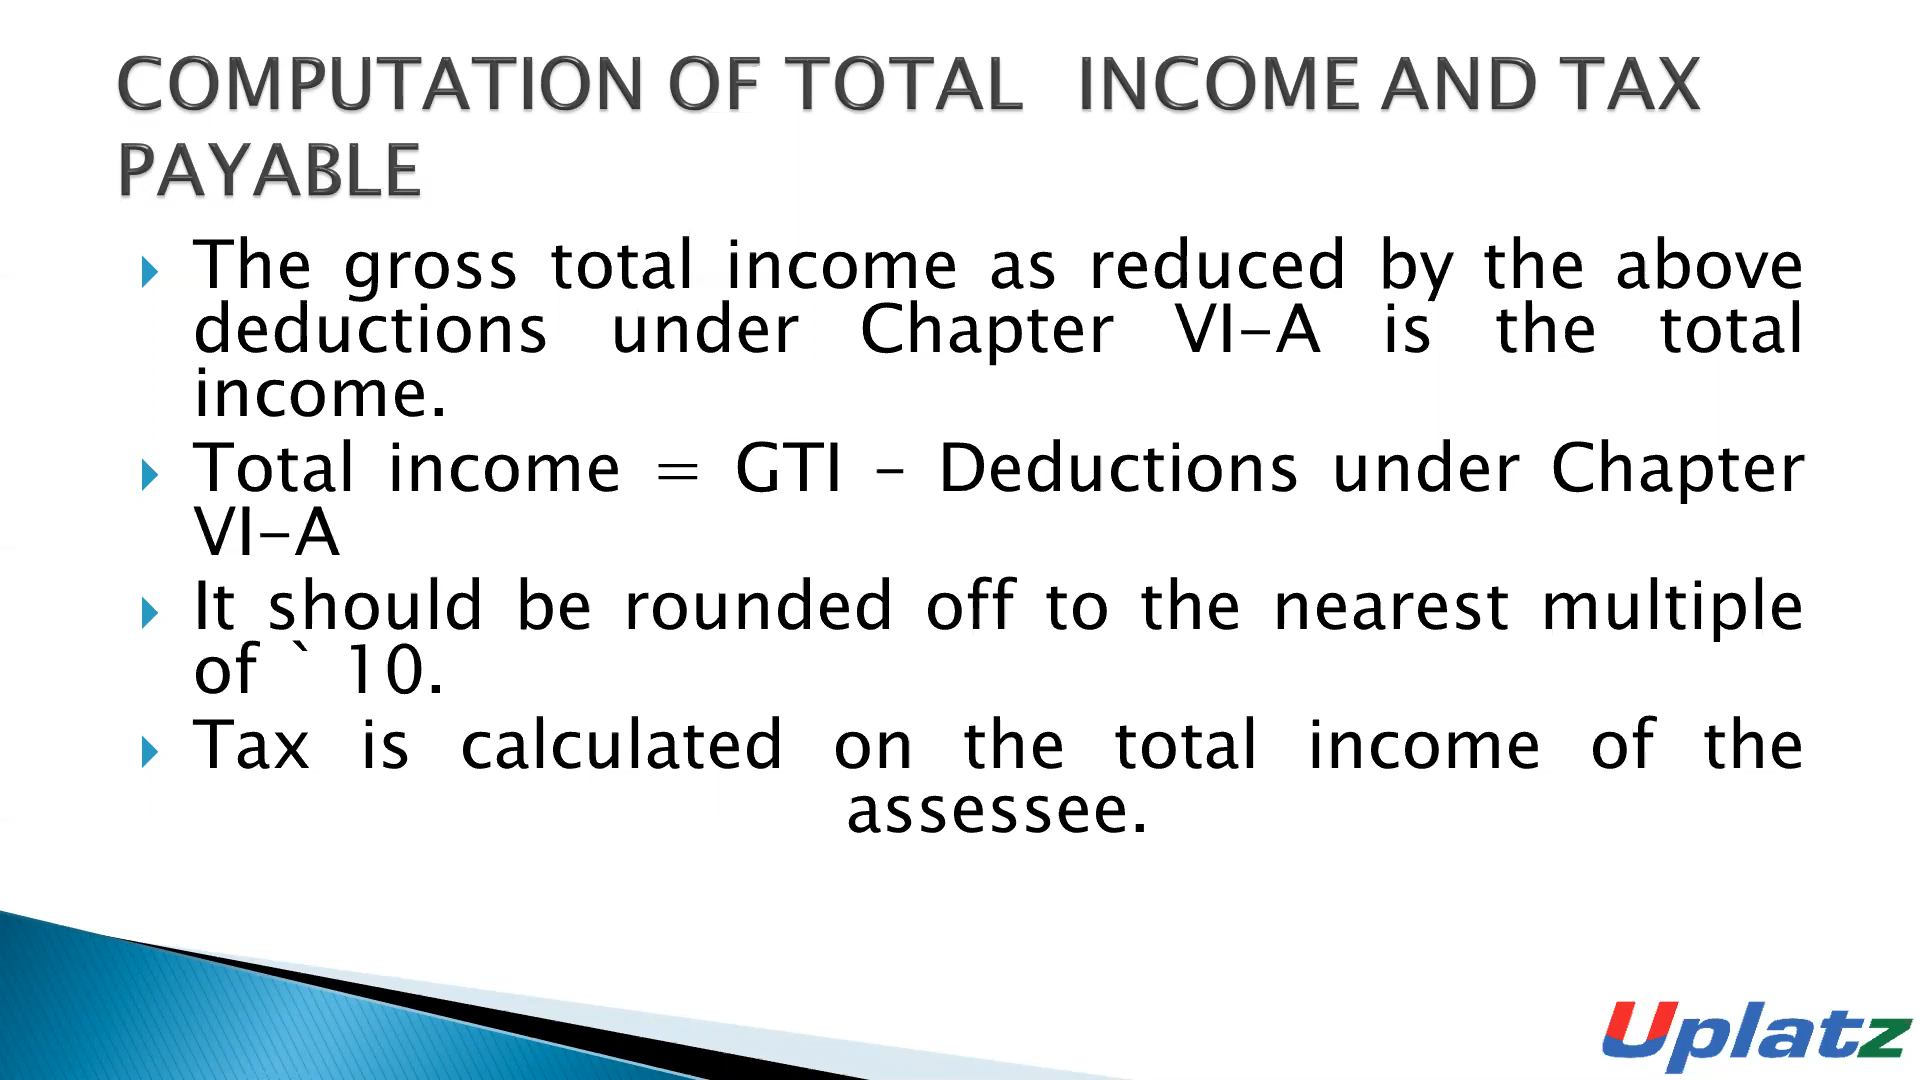 COMPUTATION OF TOTAL INCOME AND TAX
PAYABLE
The gross total income as reduced by the above
deductions under Chapter VI-A is the total
income.
Total income = GTI - Deductions under Chapter
VI-A
It should be rounded off to the nearest multiple
of ` 10.
Tax is calculated on the total income of the
assessee.
Uplatz